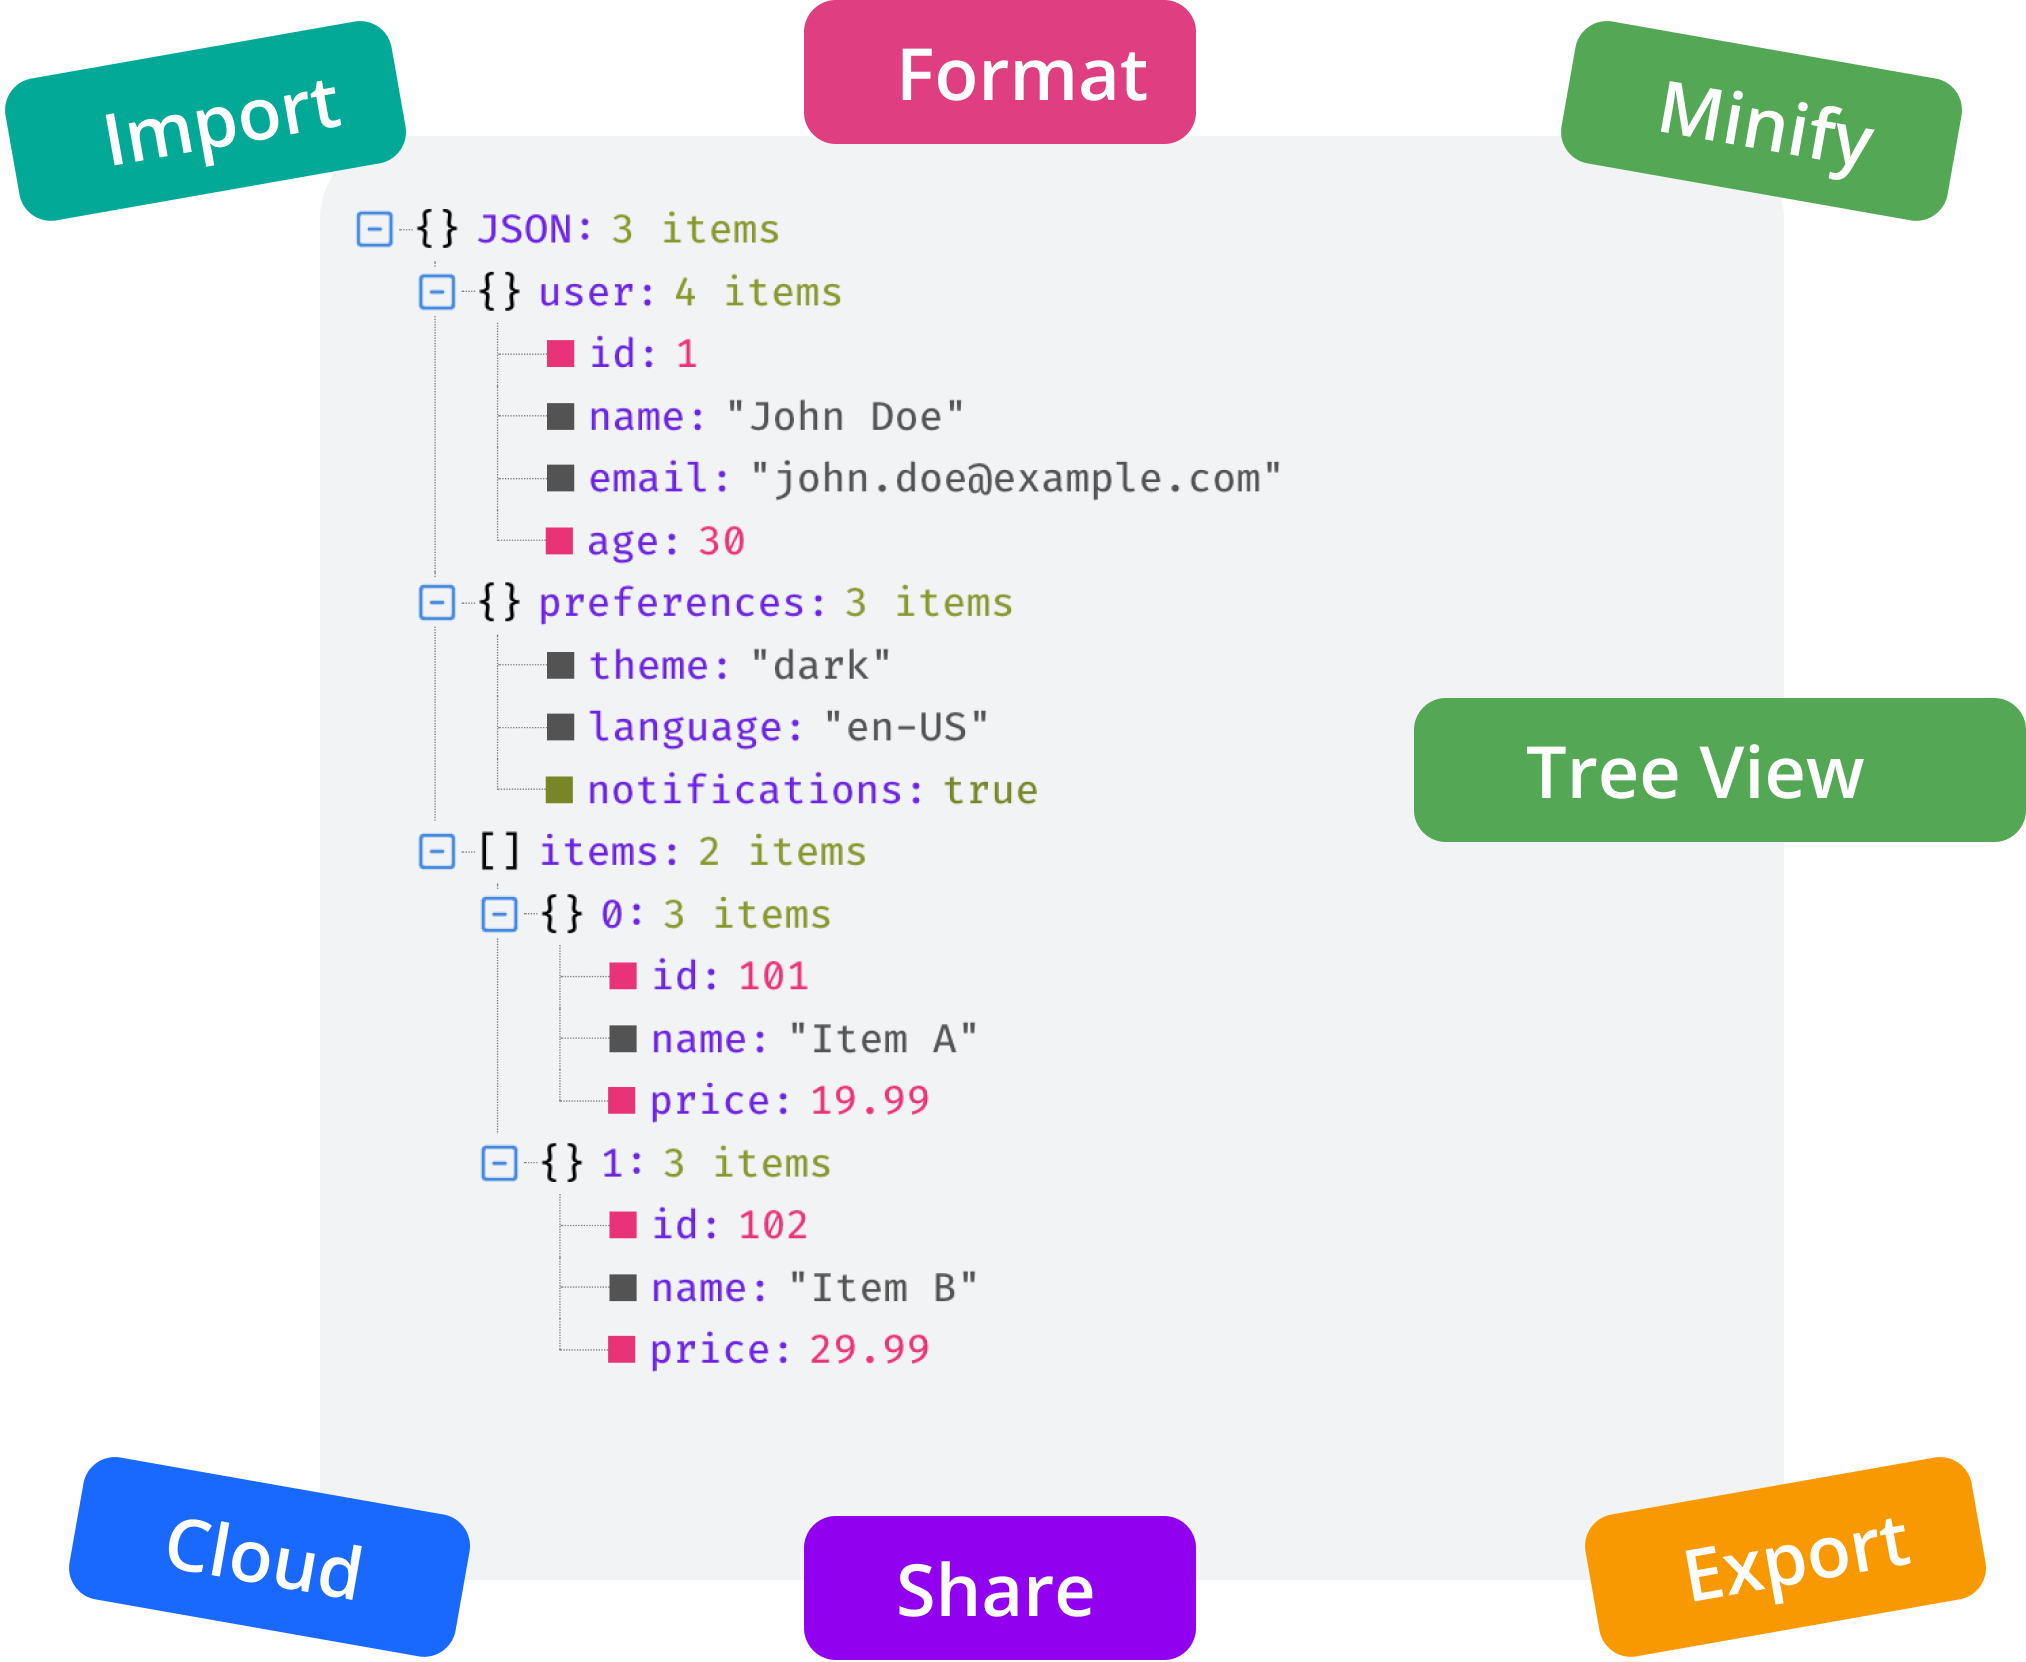 Import
Format
Minify
{} JSON: 3 items
{} user: 4 items
id: 1
name: "John Doe"
email: "john.doe@example.com"
age: 30
{} preferences: 3 items
theme: "dark"
language: "en-US"
notifications: true
Tree View
[] items: 2 items
{} 0: 3 items
id: 101
name: "Item A"
price: 19.99
{} 1: 3 items
id: 102
name: "Item B"
price: 29.99
Cloud
Share
Export